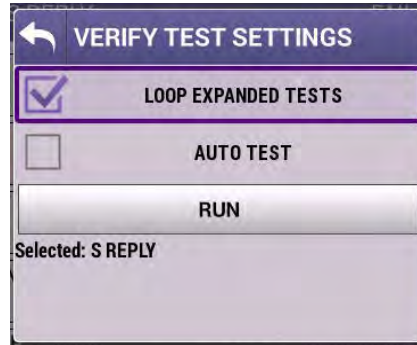 VERIFY TEST SETTINGS
LOOP EXPANDED TESTS
AUTO TEST
RUN
Selected: S REPLY